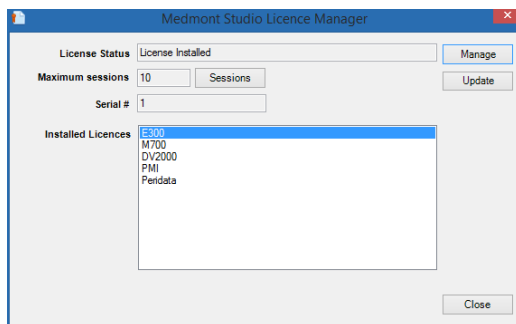 Medmont Studio Licence Manager
License Status License Installed Manage
Maximum sessions 10 Sessions Update
Serial # 1
Installed Licences E300
M700
DV2000
PMI
Peridata
Close